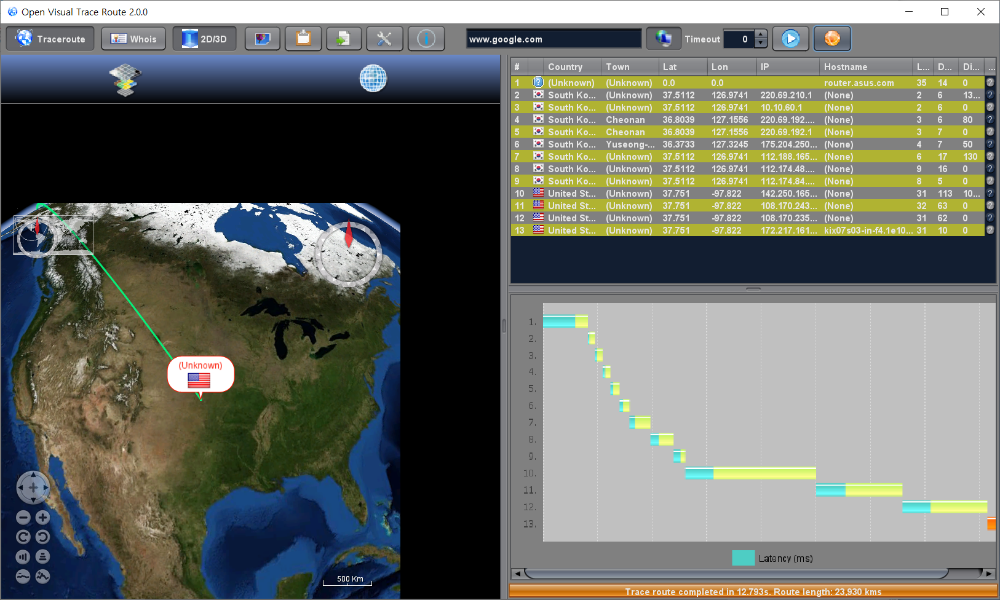 Open Visual Trace Route 2.0.0
Traceroute Whois 2D/3D www.google.com Timeout 0
# Country Town Lat Lon IP Hostname L... D... Di... ...
1 (Unknown) (Unknown) 0.0 0.0 router.asus.com 35 14 0
2 South Ko... (Unknown) 37.5112 126.9741 220.69.210.1 (None) 2 6 13...
3 South Ko... (Unknown) 37.5112 126.9741 10.10.60.1 (None) 2 6 0
4 South Ko... Cheonan 36.8039 127.1556 220.69.192.... (None) 3 6 80
5 South Ko... Cheonan 36.8039 127.1556 220.69.192.1 (None) 3 7 0
6 South Ko... Yuseong-... 36.3733 127.3245 175.204.250... (None) 4 7 50
7 South Ko... (Unknown) 37.5112 126.9741 112.188.165... (None) 6 17 130
8 South Ko... (Unknown) 37.5112 126.9741 112.174.48.... (None) 9 16 0
9 South Ko... (Unknown) 37.5112 126.9741 112.174.84.... (None) 8 5 0
10 United St... (Unknown) 37.751 -97.822 142.250.165... (None) 31 113 10...
11 United St... (Unknown) 37.751 -97.822 108.170.243... (None) 32 63 0
12 United St... (Unknown) 37.751 -97.822 108.170.235... (None) 31 62 0
13 United St... (Unknown) 37.751 -97.822 172.217.161... kix07s03-in-f4.1e10... 31 10 0
(Unknown)
500 Km
1.
2.
3.
4.
5.
6.
7.
8.
9.
10.
11.
12.
13.
Latency (ms)
Trace route completed in 12.793s. Route length: 23,930 kms